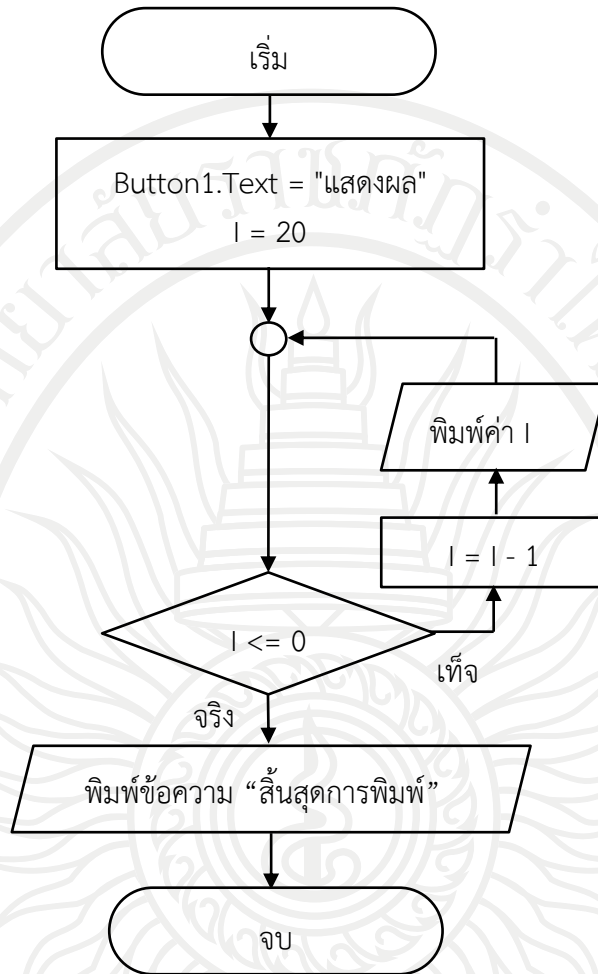 เริ่ม
Button1.Text = "แสดงผล"
I = 20
พิมพ์ค่า I
I = I - 1
I <= 0
เท็จ
จริง
พิมพ์ข้อความ “สิ้นสุดการพิมพ์”
จบ